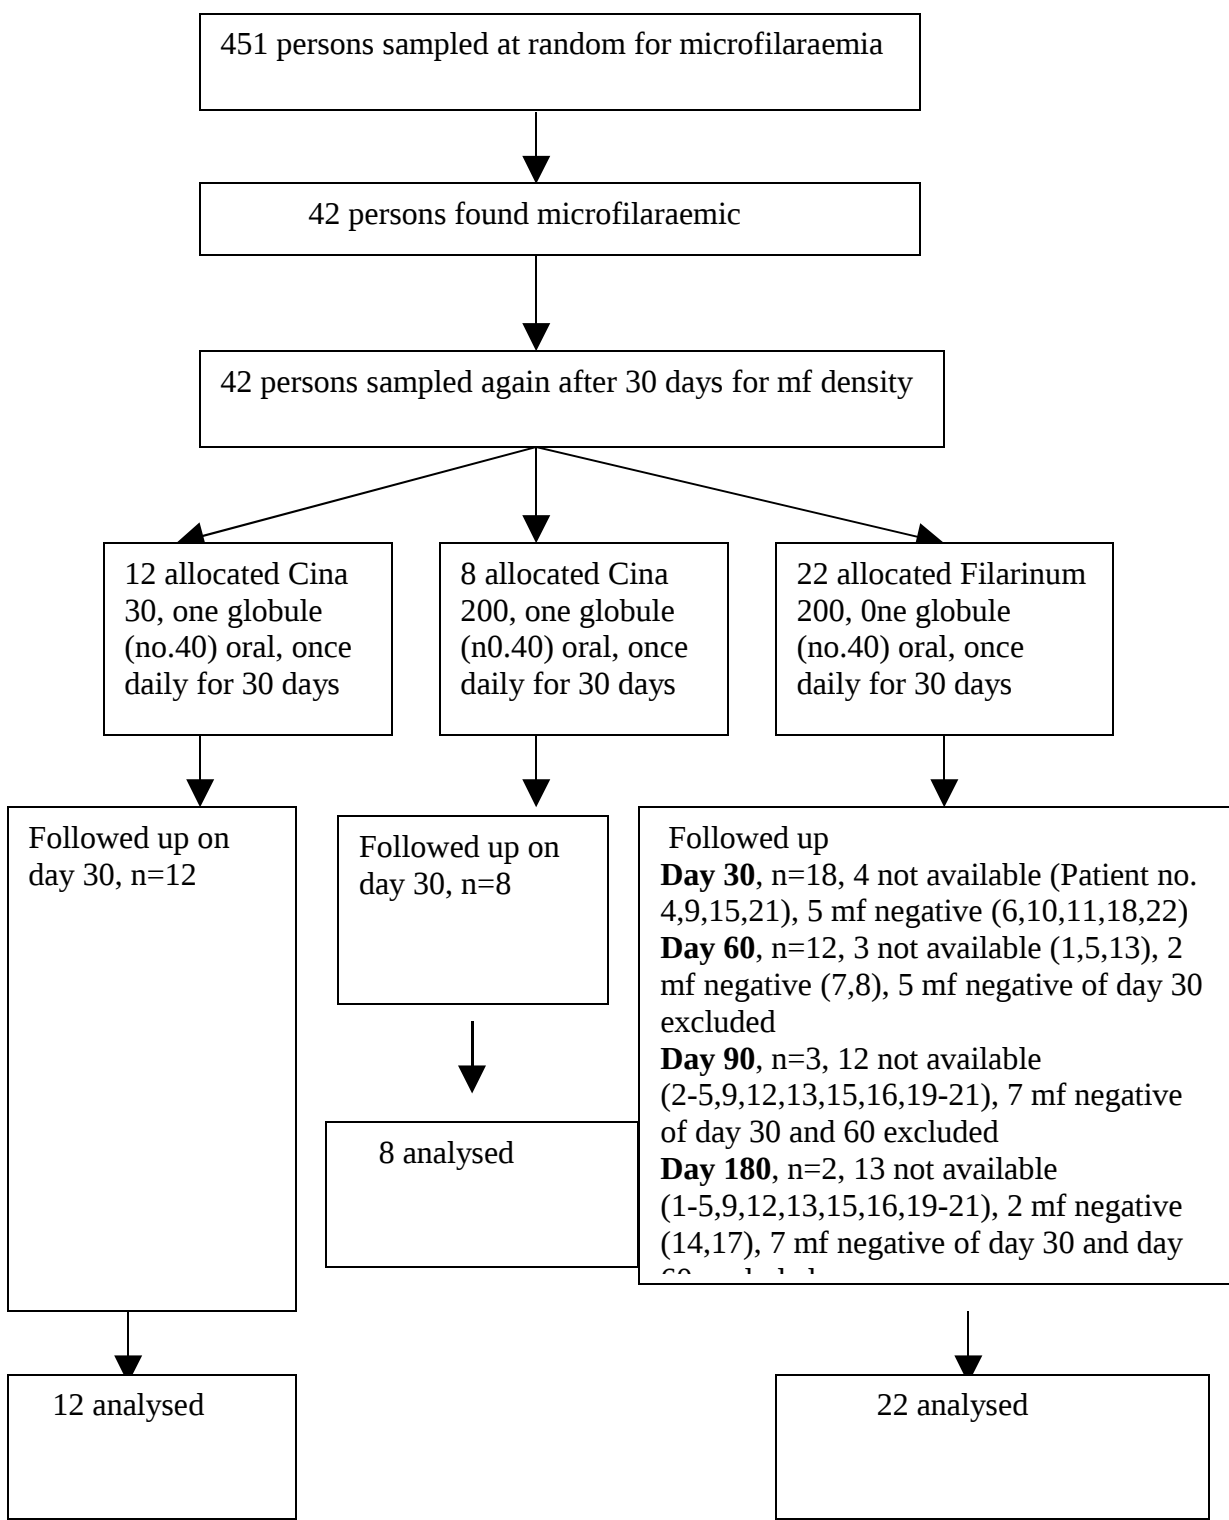 451 persons sampled at random for microfilaraemia
42 persons found microfilaraemic
42 persons sampled again after 30 days for mf density
12 allocated Cina
30, one globule
(no.40) oral, once
daily for 30 days
8 allocated Cina
200, one globule
(n0.40) oral, once
daily for 30 days
22 allocated Filarinum
200, 0ne globule
(no.40) oral, once
daily for 30 days
Followed up on
day 30, n=12
Followed up on
day 30, n=8
Followed up
Day 30, n=18, 4 not available (Patient no.
4,9,15,21), 5 mf negative (6,10,11,18,22)
Day 60, n=12, 3 not available (1,5,13), 2
mf negative (7,8), 5 mf negative of day 30
excluded
Day 90, n=3, 12 not available
(2-5,9,12,13,15,16,19-21), 7 mf negative
of day 30 and 60 excluded
Day 180, n=2, 13 not available
(1-5,9,12,13,15,16,19-21), 2 mf negative
(14,17), 7 mf negative of day 30 and day
8 analysed
12 analysed
22 analysed